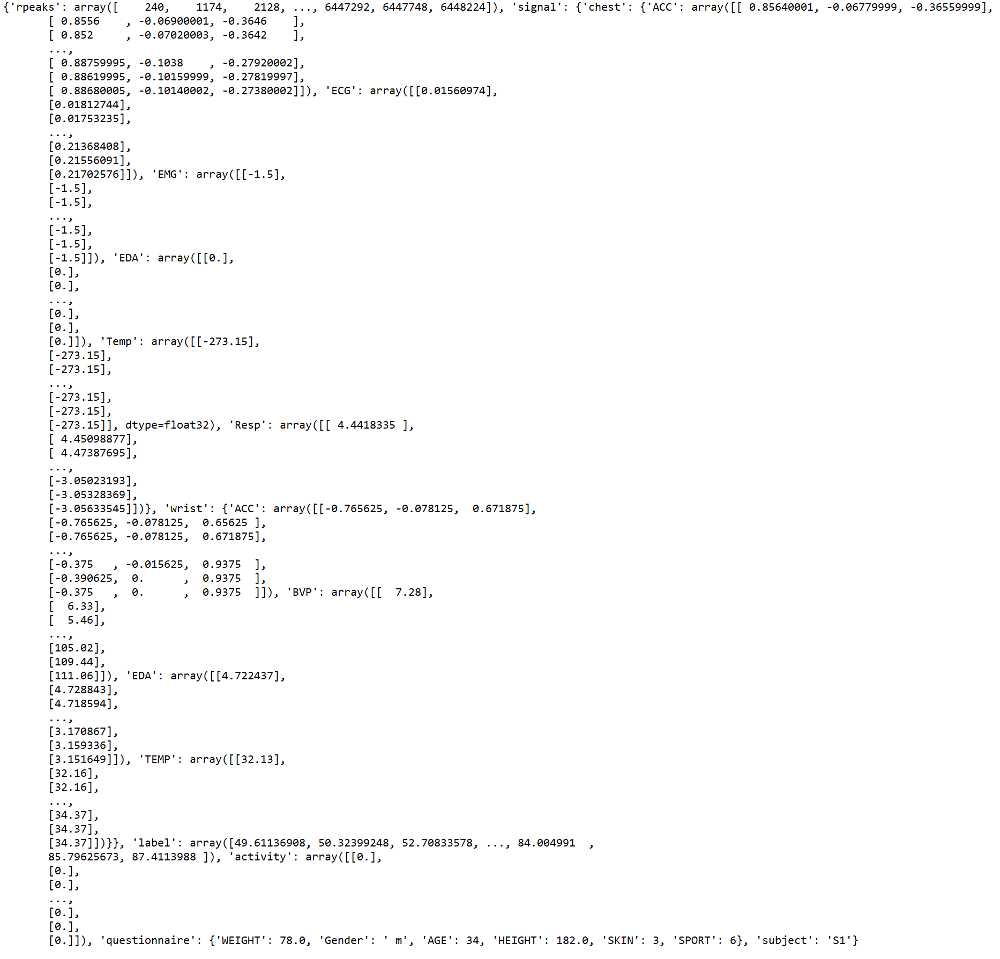 {'rpeaks': array([    240,    1174,    2128, ..., 6447292, 6447748, 6448224]), 'signal': {'chest': {'ACC': array([[ 0.85640001, -0.06779999, -0.36559999],
       [ 0.8556    , -0.06900001, -0.3646    ],
       [ 0.852     , -0.07020003, -0.3642    ],
       ...,
       [ 0.88759995, -0.1038    , -0.27920002],
       [ 0.88619995, -0.10159999, -0.27819997],
       [ 0.88680005, -0.10140002, -0.27380002]]), 'ECG': array([[0.01560974],
       [0.01812744],
       [0.01753235],
       ...,
       [0.21368408],
       [0.21556091],
       [0.21702576]]), 'EMG': array([[-1.5],
       [-1.5],
       [-1.5],
       ...,
       [-1.5],
       [-1.5],
       [-1.5]]), 'EDA': array([[0.],
       [0.],
       [0.],
       ...,
       [0.],
       [0.],
       [0.]]), 'Temp': array([[-273.15],
       [-273.15],
       [-273.15],
       ...,
       [-273.15],
       [-273.15],
       [-273.15]], dtype=float32), 'Resp': array([[ 4.4418335 ],
       [ 4.45098877],
       [ 4.47387695],
       ...,
       [-3.05023193],
       [-3.05328369],
       [-3.05633545]])}, 'wrist': {'ACC': array([[-0.765625, -0.078125,  0.671875],
       [-0.765625, -0.078125,  0.65625 ],
       [-0.765625, -0.078125,  0.671875],
       ...,
       [-0.375   , -0.015625,  0.9375  ],
       [-0.390625,  0.      ,  0.9375  ],
       [-0.375   ,  0.      ,  0.9375  ]]), 'BVP': array([[  7.28],
       [  6.33],
       [  5.46],
       ...,
       [105.02],
       [109.44],
       [111.06]]), 'EDA': array([[4.722437],
       [4.728843],
       [4.718594],
       ...,
       [3.170867],
       [3.159336],
       [3.151649]]), 'TEMP': array([[32.13],
       [32.16],
       [32.16],
       ...,
       [34.37],
       [34.37],
       [34.37]])}}, 'label': array([49.61136908, 50.32399248, 52.70833578, ..., 84.004991  ,
       85.79625673, 87.4113988 ]), 'activity': array([[0.],
       [0.],
       [0.],
       ...,
       [0.],
       [0.],
       [0.]]), 'questionnaire': {'WEIGHT': 78.0, 'Gender': ' m', 'AGE': 34, 'HEIGHT': 182.0, 'SKIN': 3, 'SPORT': 6}, 'subject': 'S1'}